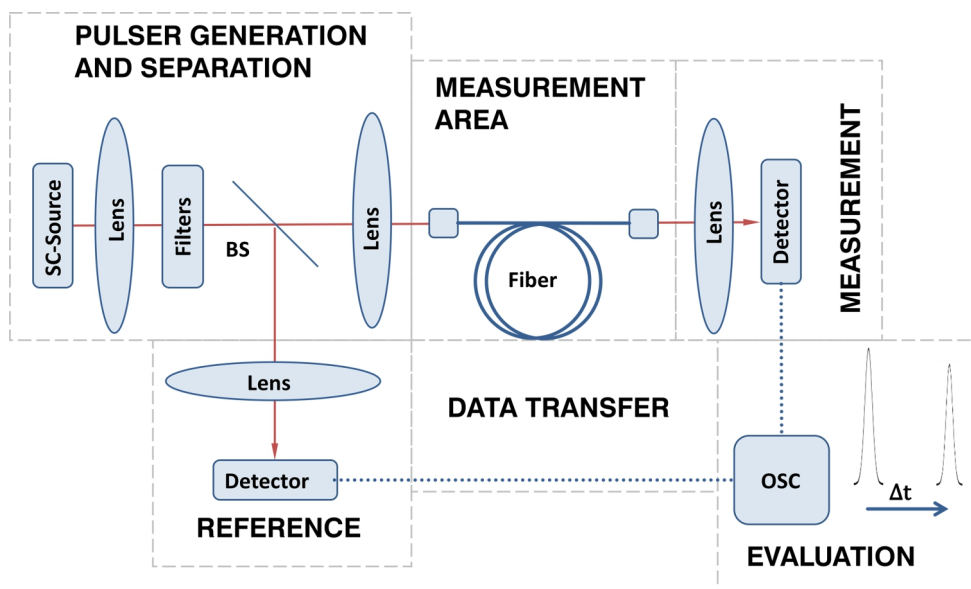 PULSER GENERATION
AND SEPARATION
MEASUREMENT
AREA
MEASUREMENT
SC-Source
Lens
Filters
BS
Lens
Fiber
Lens
Detector
Lens
DATA TRANSFER
Detector
OSC
Δt
REFERENCE
EVALUATION